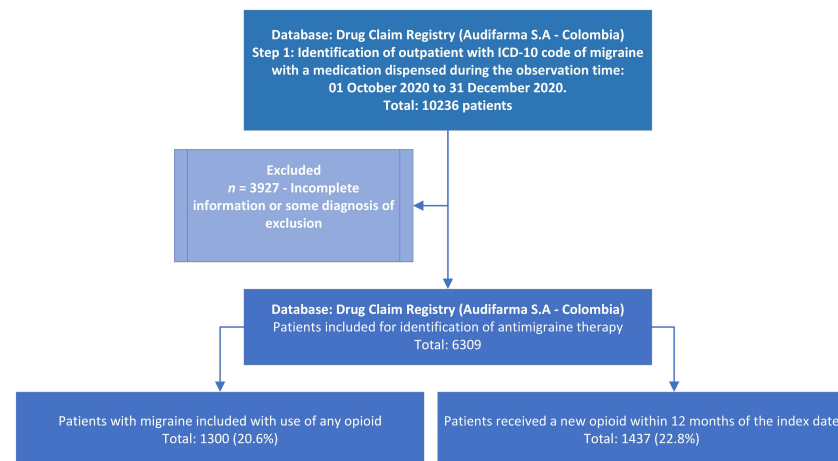 Database: Drug Claim Registry (Audifarma S.A - Colombia)
Step 1: Identification of outpatient with ICD-10 code of migraine
with a medication dispensed during the observation time:
01 October 2020 to 31 December 2020.
Total: 10236 patients
Excluded
n = 3927 - Incomplete
information or some diagnosis of
exclusion
Database: Drug Claim Registry (Audifarma S.A - Colombia)
Patients included for identification of antimigraine therapy
Total: 6309
Patients with migraine included with use of any opioid
Total: 1300 (20.6%)
Patients received a new opioid within 12 months of the index date
Total: 1437 (22.8%)